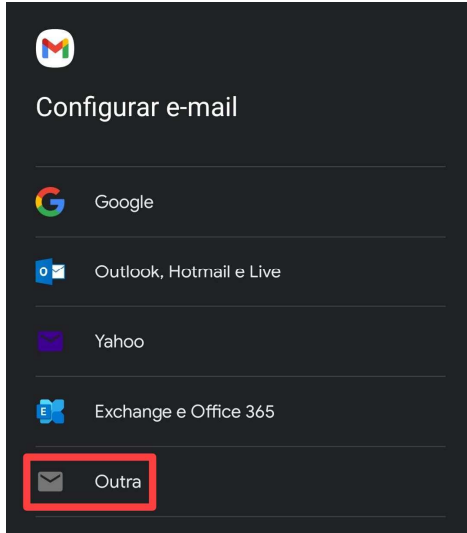 Configurar e-mail
Google
Outlook, Hotmail e Live
Yahoo
Exchange e Office 365
Outra